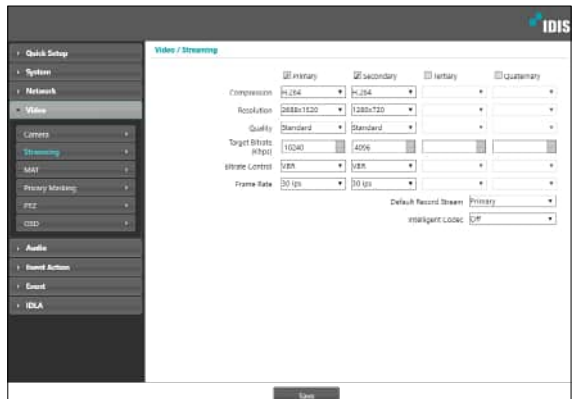 IDIS
Quick Setup
System
Network
Video
Camera
Streaming
MAT
Privacy Masking
PTZ
OSD
Audio
Event Action
Event
IDLA
Video / Streaming
Primary Secondary Tertiary Quaternary
Compression H.264 H.264
Resolution 2688x1520 1280x720
Quality Standard Standard
Target Bitrate (Kbps) 10240 4096
Bitrate Control VBR VBR
Frame Rate 30 ips 30 ips
Default Record Stream Primary
Intelligent Codec Off
Save